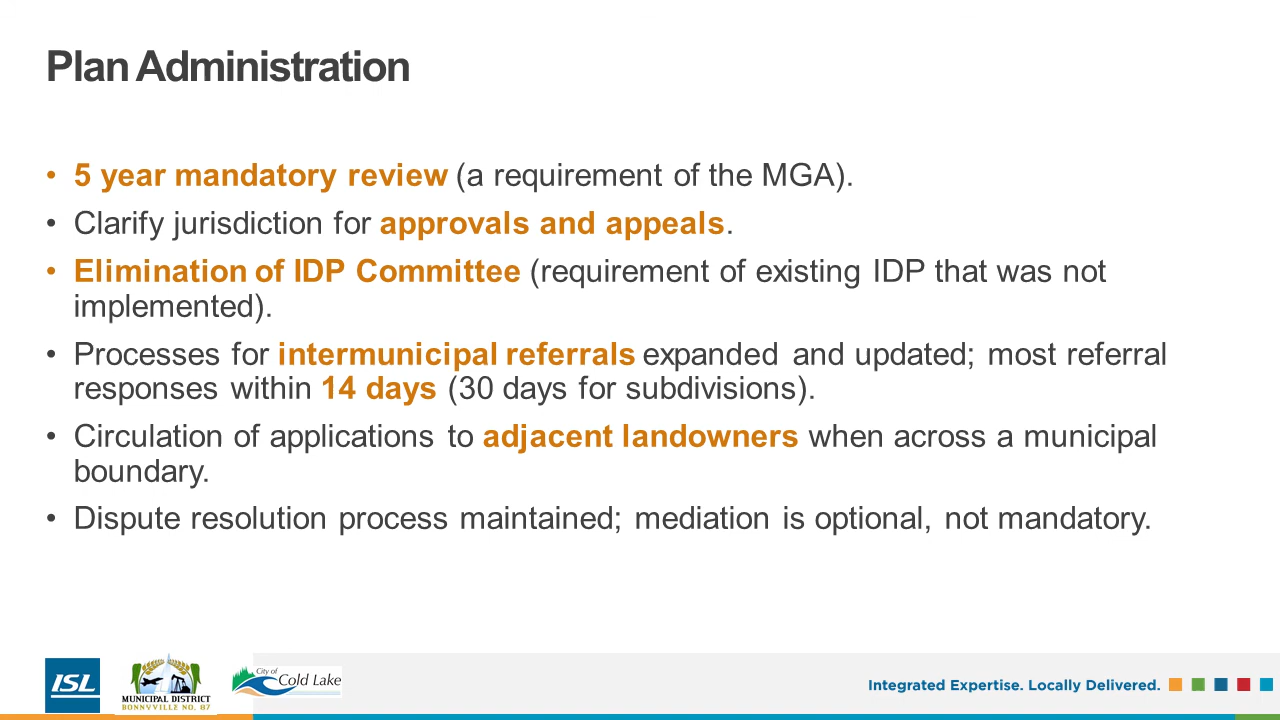 Plan Administration
• 5 year mandatory review (a requirement of the MGA).
• Clarify jurisdiction for approvals and appeals.
• Elimination of IDP Committee (requirement of existing IDP that was not
implemented).
• Processes for intermunicipal referrals expanded and updated; most referral
responses within 14 days (30 days for subdivisions).
• Circulation of applications to adjacent landowners when across a municipal
boundary.
• Dispute resolution process maintained; mediation is optional, not mandatory.
ISL
MUNICIPAL DISTRICT
BONNYVILLE NO. 87
City of
Cold Lake
Integrated Expertise. Locally Delivered.